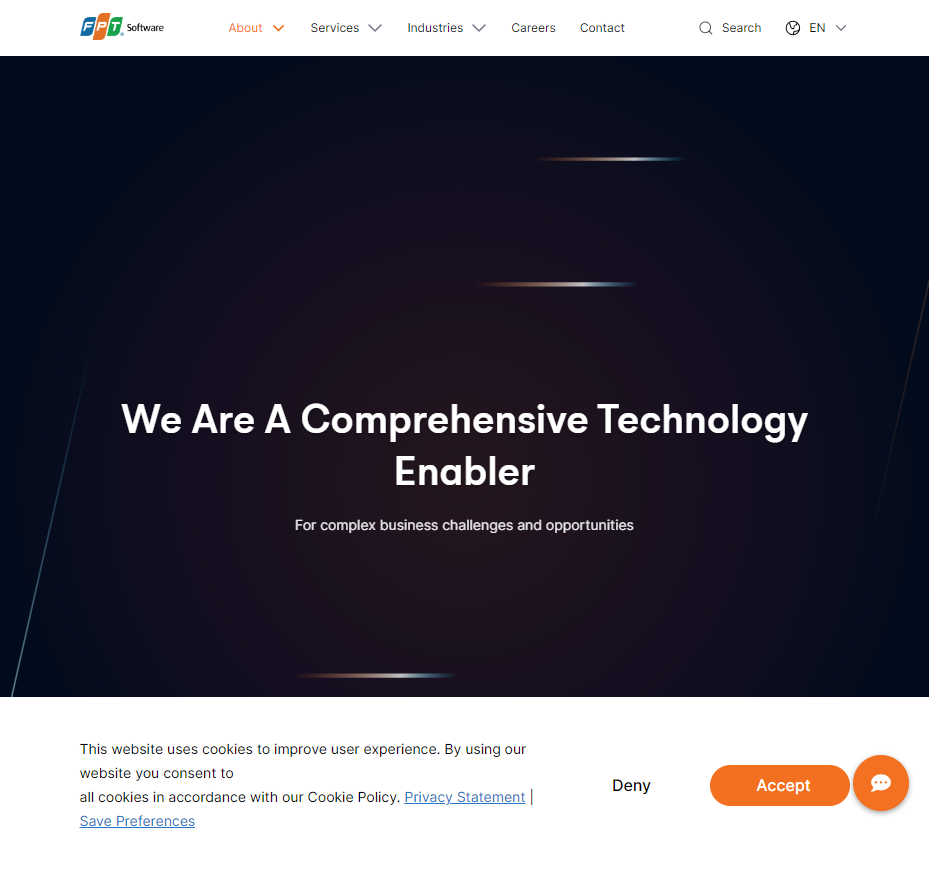 FPT Software
About
Services
Industries
Careers
Contact
Search
EN
We Are A Comprehensive Technology
Enabler
For complex business challenges and opportunities
This website uses cookies to improve user experience. By using our
website you consent to
all cookies in accordance with our Cookie Policy. Privacy Statement |
Save Preferences
Deny
Accept